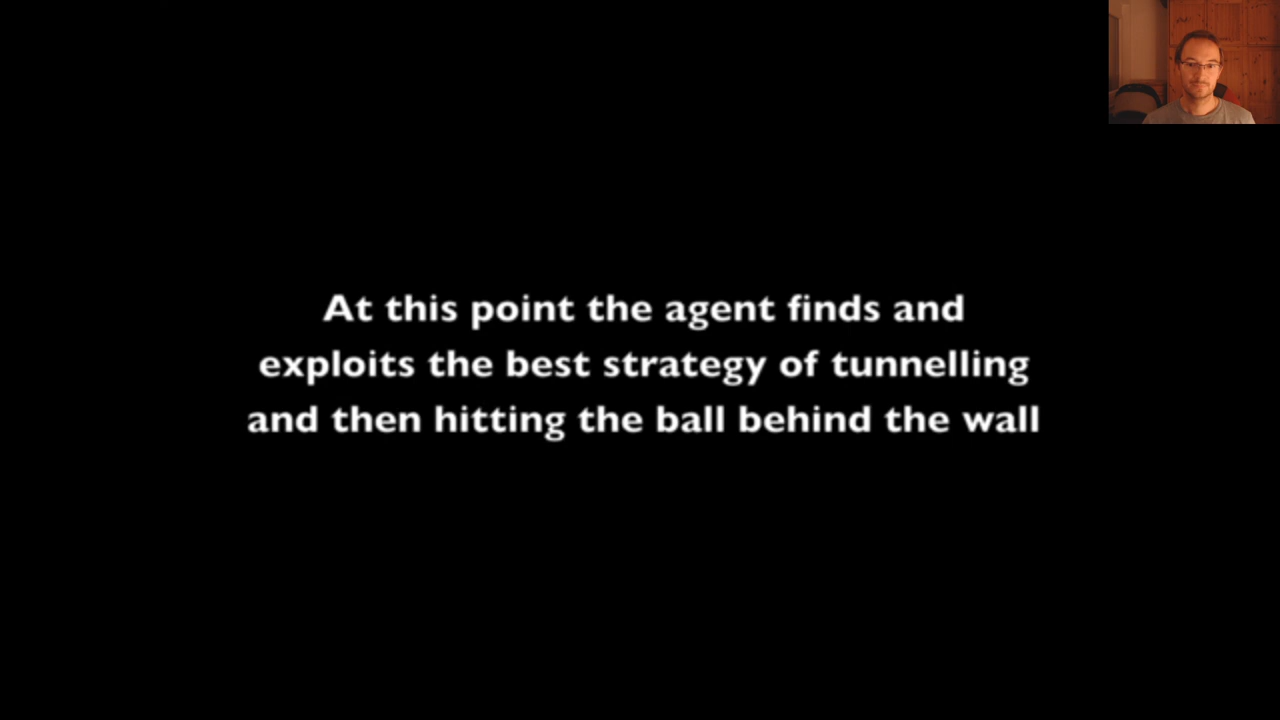 At this point the agent finds and
exploits the best strategy of tunnelling
and then hitting the ball behind the wall